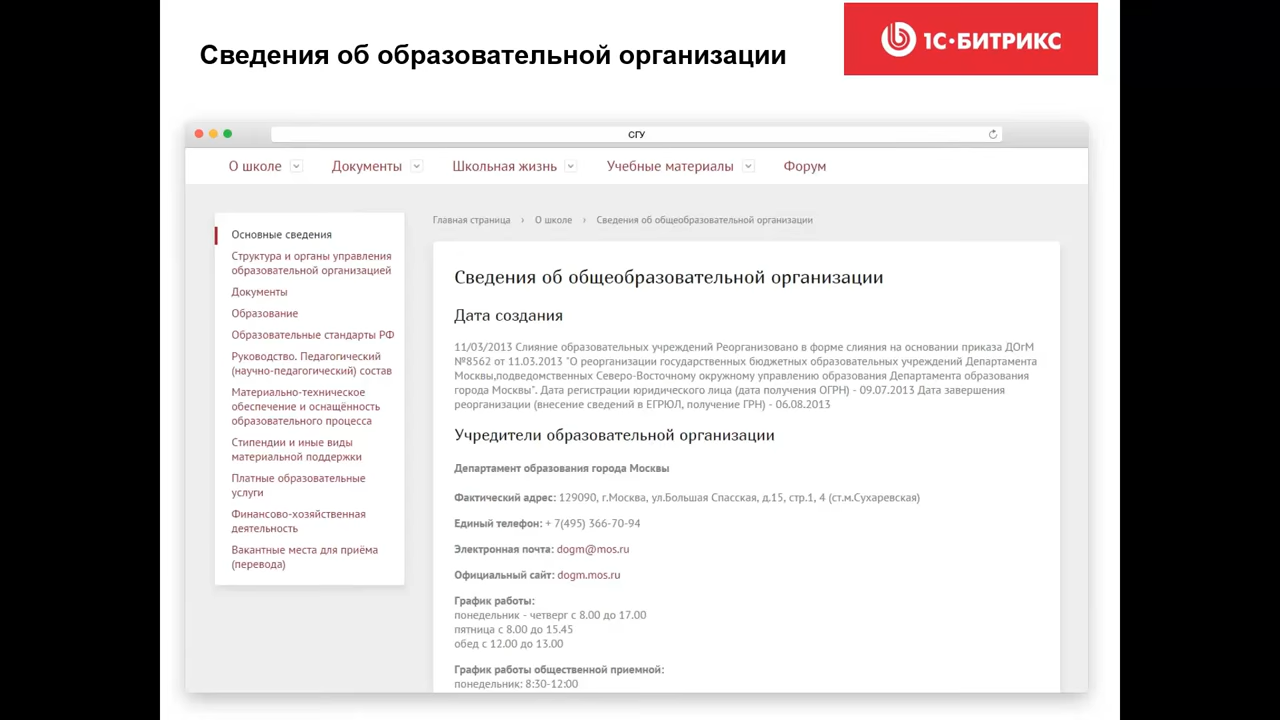 Сведения об образовательной организации
1С·БИТРИКС
СГУ
О школе
Документы
Школьная жизнь
Учебные материалы
Форум
Основные сведения
Структура и органы управления
образовательной организацией
Документы
Образование
Образовательные стандарты РФ
Руководство. Педагогический
(научно-педагогический) состав
Материально-техническое
обеспечение и оснащённость
образовательного процесса
Стипендии и иные виды
материальной поддержки
Платные образовательные
услуги
Финансово-хозяйственная
деятельность
Вакантные места для приёма
(перевода)
Главная страница › О школе › Сведения об общеобразовательной организации
Сведения об общеобразовательной организации
Дата создания
11/03/2013 Слияние образовательных учреждений Реорганизовано в форме слияния на основании приказа ДОгМ
№8562 от 11.03.2013 "О реорганизации государственных бюджетных образовательных учреждений Департамента
Москвы,подведомственных Северо-Восточному окружному управлению образования Департамента образования
города Москвы". Дата регистрации юридического лица (дата получения ОГРН) - 09.07.2013 Дата завершения
реорганизации (внесение сведений в ЕГРЮЛ, получение ГРН) - 06.08.2013
Учредители образовательной организации
Департамент образования города Москвы
Фактический адрес: 129090, г.Москва, ул.Большая Спасская, д.15, стр.1, 4 (ст.м.Сухаревская)
Единый телефон: + 7(495) 366-70-94
Электронная почта: dogm@mos.ru
Официальный сайт: dogm.mos.ru
График работы:
понедельник - четверг с 8.00 до 17.00
пятница с 8.00 до 15.45
обед с 12.00 до 13.00
График работы общественной приемной:
понедельник: 8:30-12:00